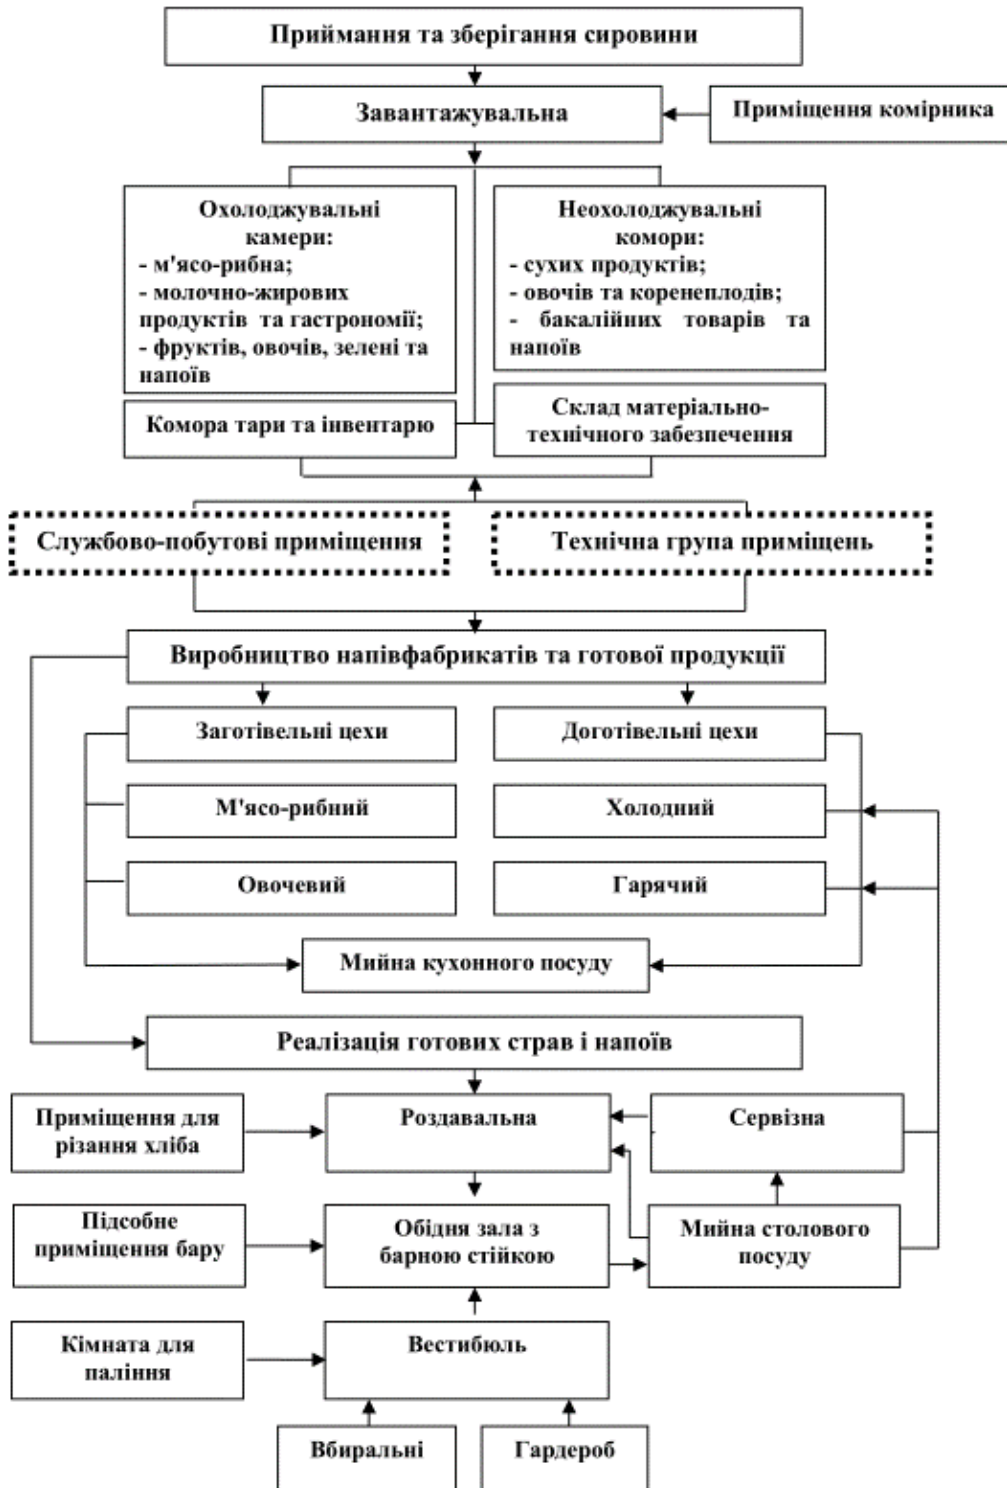 Приймання та зберігання сировини
Завантажувальна
Приміщення комірника
Охолоджувальні
камери:
- м'ясо-рибна;
- молочно-жирових
продуктів та гастрономії;
- фруктів, овочів, зелені та
напоїв
Неохолоджувальні
комори:
- сухих продуктів;
- овочів та коренеплодів;
- бакалійних товарів та
напоїв
Комора тари та інвентарю
Склад матеріально-
технічного забезпечення
Службово-побутові приміщення
Технічна група приміщень
Виробництво напівфабрикатів та готової продукції
Заготівельні цехи
Доготівельні цехи
М'ясо-рибний
Холодний
Овочевий
Гарячий
Мийна кухонного посуду
Реалізація готових страв і напоїв
Приміщення для
різання хліба
Роздавальна
Сервізна
Підсобне
приміщення бару
Обідня зала з
барною стійкою
Мийна столового
посуду
Кімната для
паління
Вестибюль
Вбиральні
Гардероб